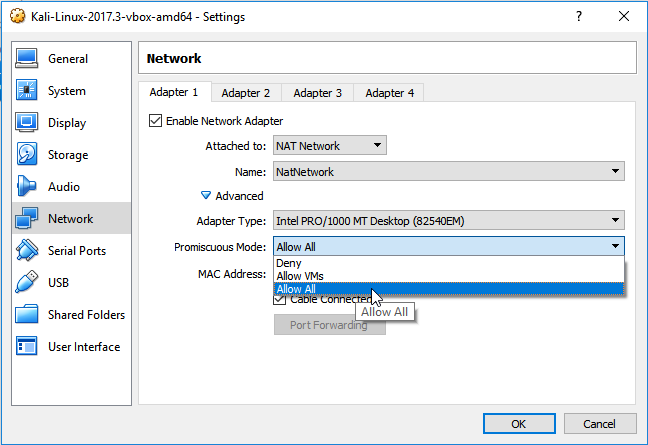 Kali-Linux-2017.3-vbox-amd64 - Settings
?
General
System
Display
Storage
Audio
Network
Serial Ports
USB
Shared Folders
User Interface
Network
Adapter 1 Adapter 2 Adapter 3 Adapter 4
Enable Network Adapter
Attached to: NAT Network
Name: NatNetwork
Advanced
Adapter Type: Intel PRO/1000 MT Desktop (82540EM)
Promiscuous Mode: Allow All
Deny
MAC Address: Allow VMs
Allow All
Cable Connected
Allow All
Port Forwarding
OK Cancel